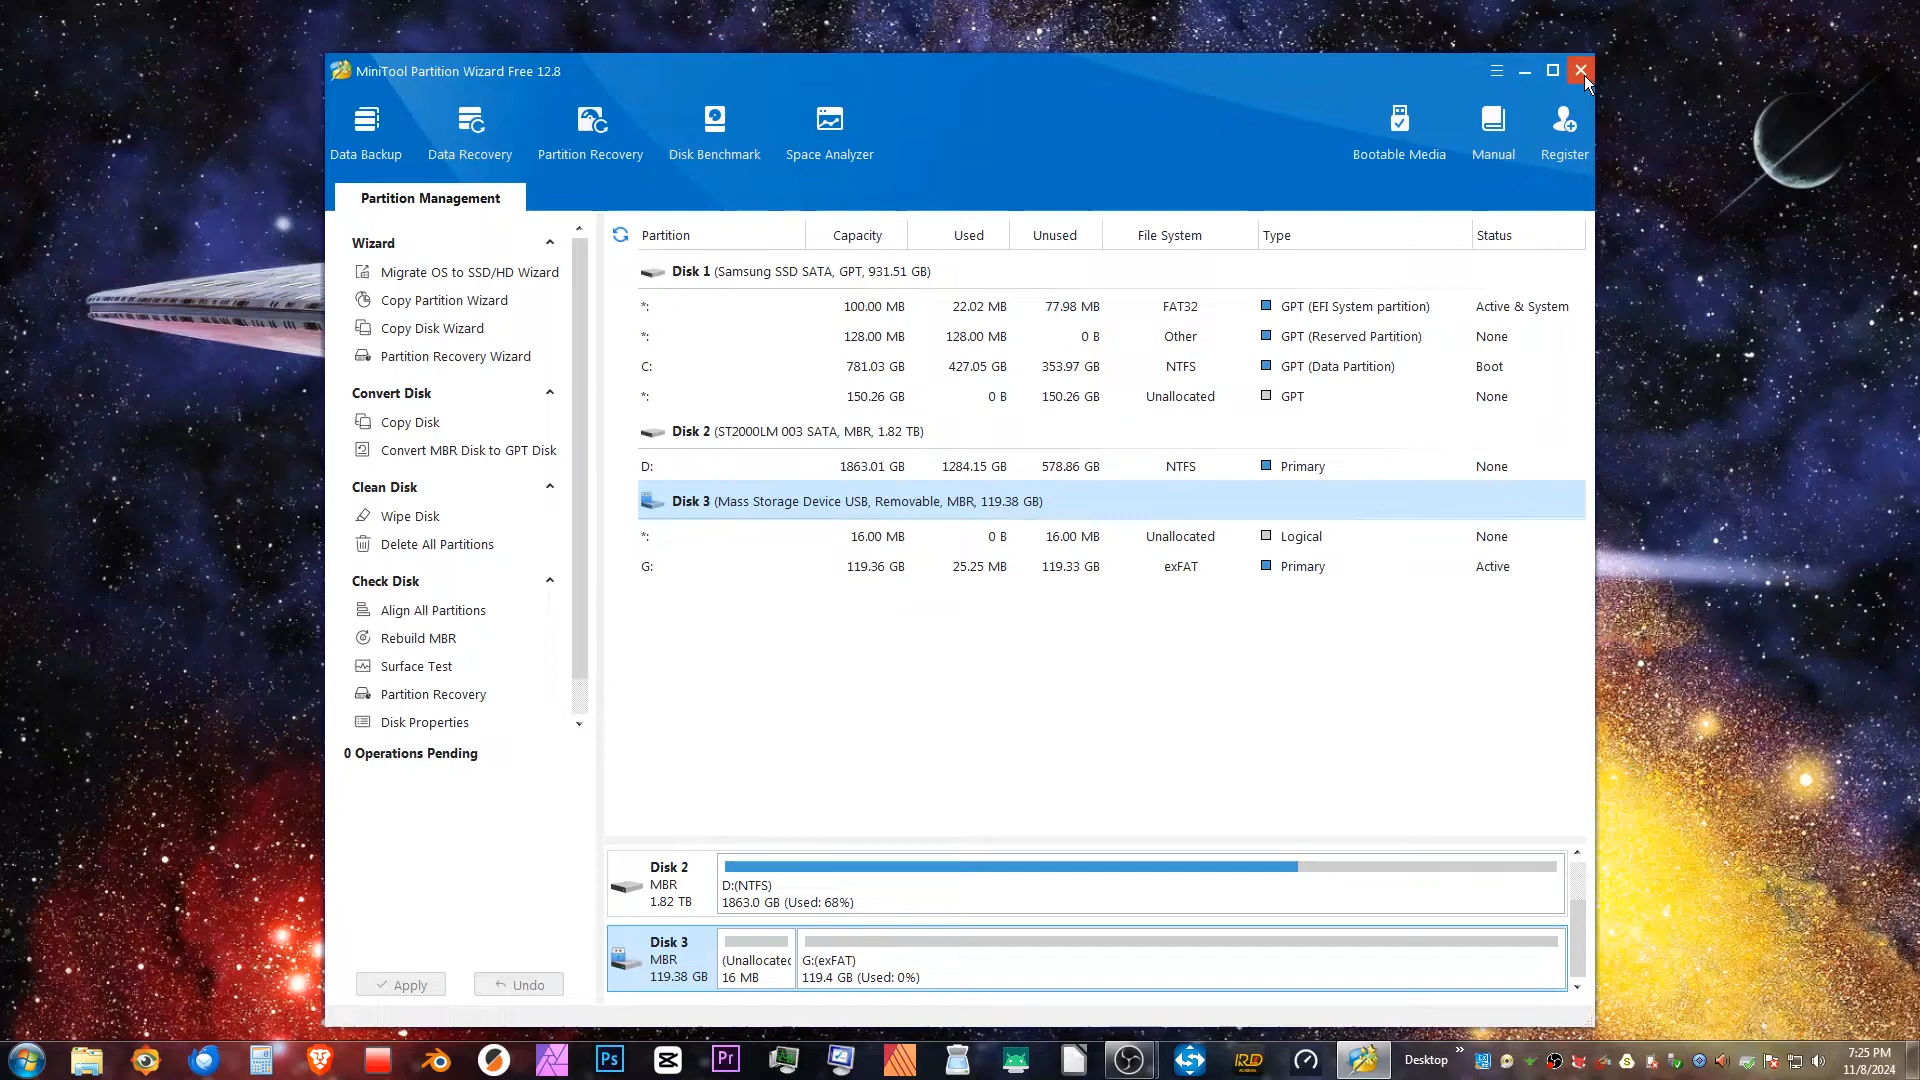 MiniTool Partition Wizard Free 12.8
Data Backup
Data Recovery
Partition Recovery
Disk Benchmark
Space Analyzer
Bootable Media
Manual
Register
Partition Management
Wizard
Migrate OS to SSD/HD Wizard
Copy Partition Wizard
Copy Disk Wizard
Partition Recovery Wizard
Convert Disk
Copy Disk
Convert MBR Disk to GPT Disk
Clean Disk
Wipe Disk
Delete All Partitions
Check Disk
Align All Partitions
Rebuild MBR
Surface Test
Partition Recovery
Disk Properties
0 Operations Pending
Apply
Undo
Partition Capacity Used Unused File System Type Status
Disk 1 (Samsung SSD SATA, GPT, 931.51 GB)
*: 100.00 MB 22.02 MB 77.98 MB FAT32 GPT (EFI System partition) Active & System
*: 128.00 MB 128.00 MB 0 B Other GPT (Reserved Partition) None
C: 781.03 GB 427.05 GB 353.97 GB NTFS GPT (Data Partition) Boot
*: 150.26 GB 0 B 150.26 GB Unallocated GPT None
Disk 2 (ST2000LM 003 SATA, MBR, 1.82 TB)
D: 1863.01 GB 1284.15 GB 578.86 GB NTFS Primary None
Disk 3 (Mass Storage Device USB, Removable, MBR, 119.38 GB)
*: 16.00 MB 0 B 16.00 MB Unallocated Logical None
G: 119.36 GB 25.25 MB 119.33 GB exFAT Primary Active
Disk 2
MBR
1.82 TB
D:(NTFS)
1863.0 GB (Used: 68%)
Disk 3
MBR
119.38 GB
(Unallocated
16 MB
G:(exFAT)
119.4 GB (Used: 0%)
Ps
Pr
Desktop
7:25 PM
11/8/2024